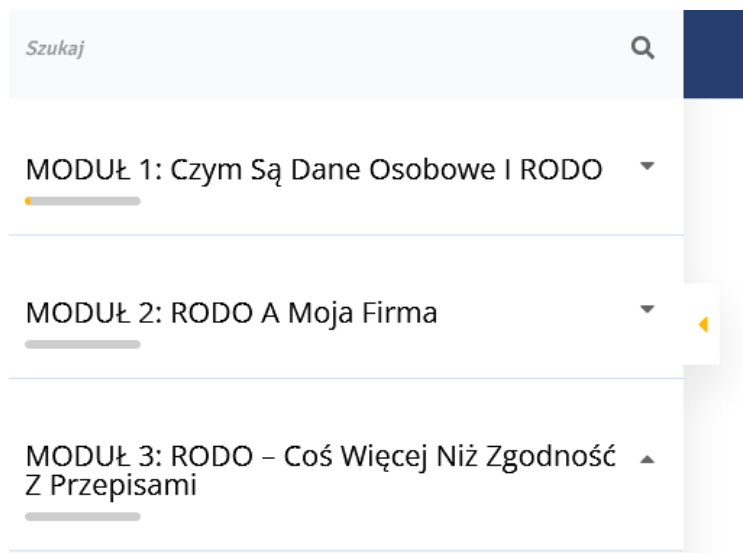 Szukaj
MODUŁ 1: Czym Są Dane Osobowe I RODO
MODUŁ 2: RODO A Moja Firma
MODUŁ 3: RODO – Coś Więcej Niż Zgodność
Z Przepisami